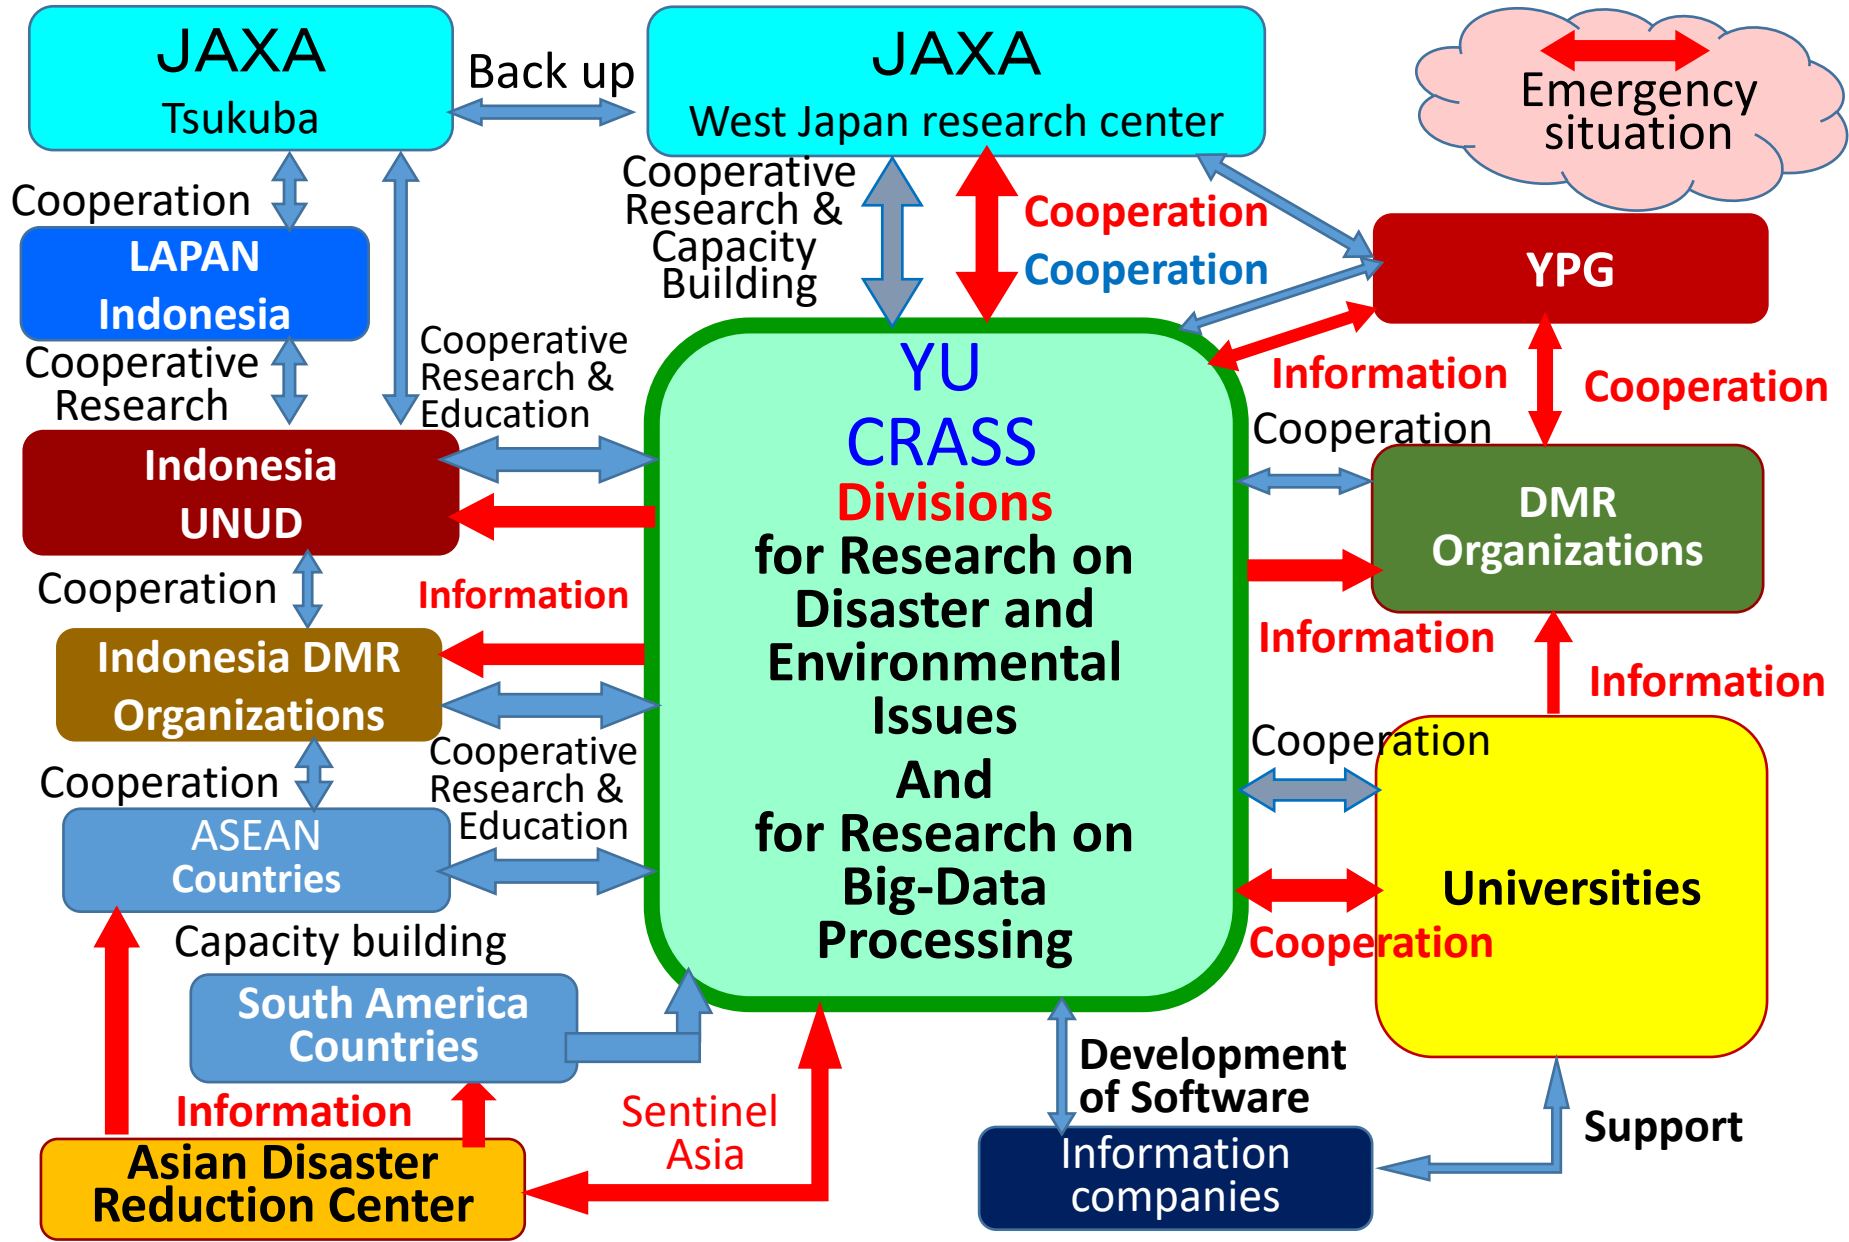 JAXA
Tsukuba
Back up
JAXA
West Japan research center
Emergency
situation
Cooperation
LAPAN
Indonesia
Cooperative
Research
Cooperative
Research &
Education
Cooperative
Research &
Capacity
Building
Cooperation
Cooperation
YPG
Information
Cooperation
Indonesia
UNUD
Cooperation
Information
Indonesia DMR
Organizations
Cooperation
Cooperative
Research &
Education
ASEAN
Countries
Capacity building
South America
Countries
Information
Asian Disaster
Reduction Center
Sentinel
Asia
YU
CRASS
Divisions
for Research on
Disaster and
Environmental
Issues
And
for Research on
Big-Data
Processing
Cooperation
DMR
Organizations
Information
Information
Cooperation
Universities
Cooperation
Development
of Software
Information
companies
Support